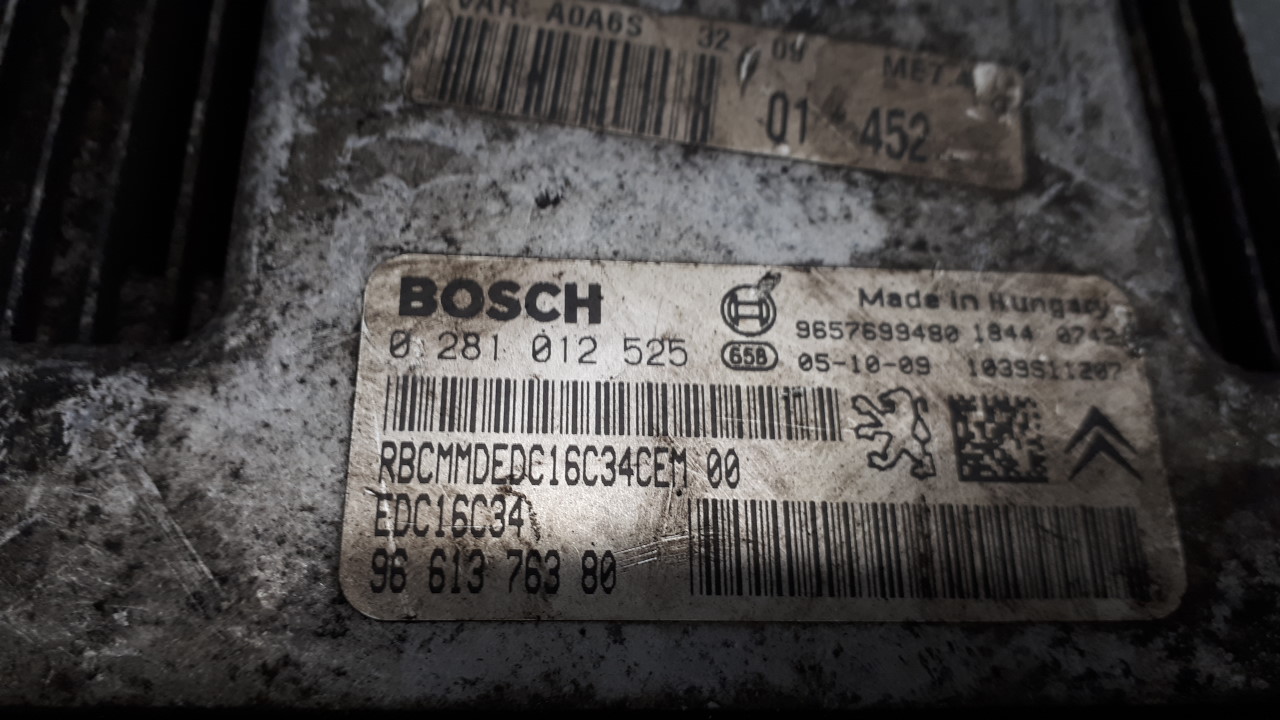 VAR. A0A6S 32 09 MET
01 452
BOSCH
0 281 012 525
658
Made in Hungary
9657699480 1844
05-10-09 1039S11207
RBCMMDEDC16C34CEM 00
EDC16C34
96 613 763 80